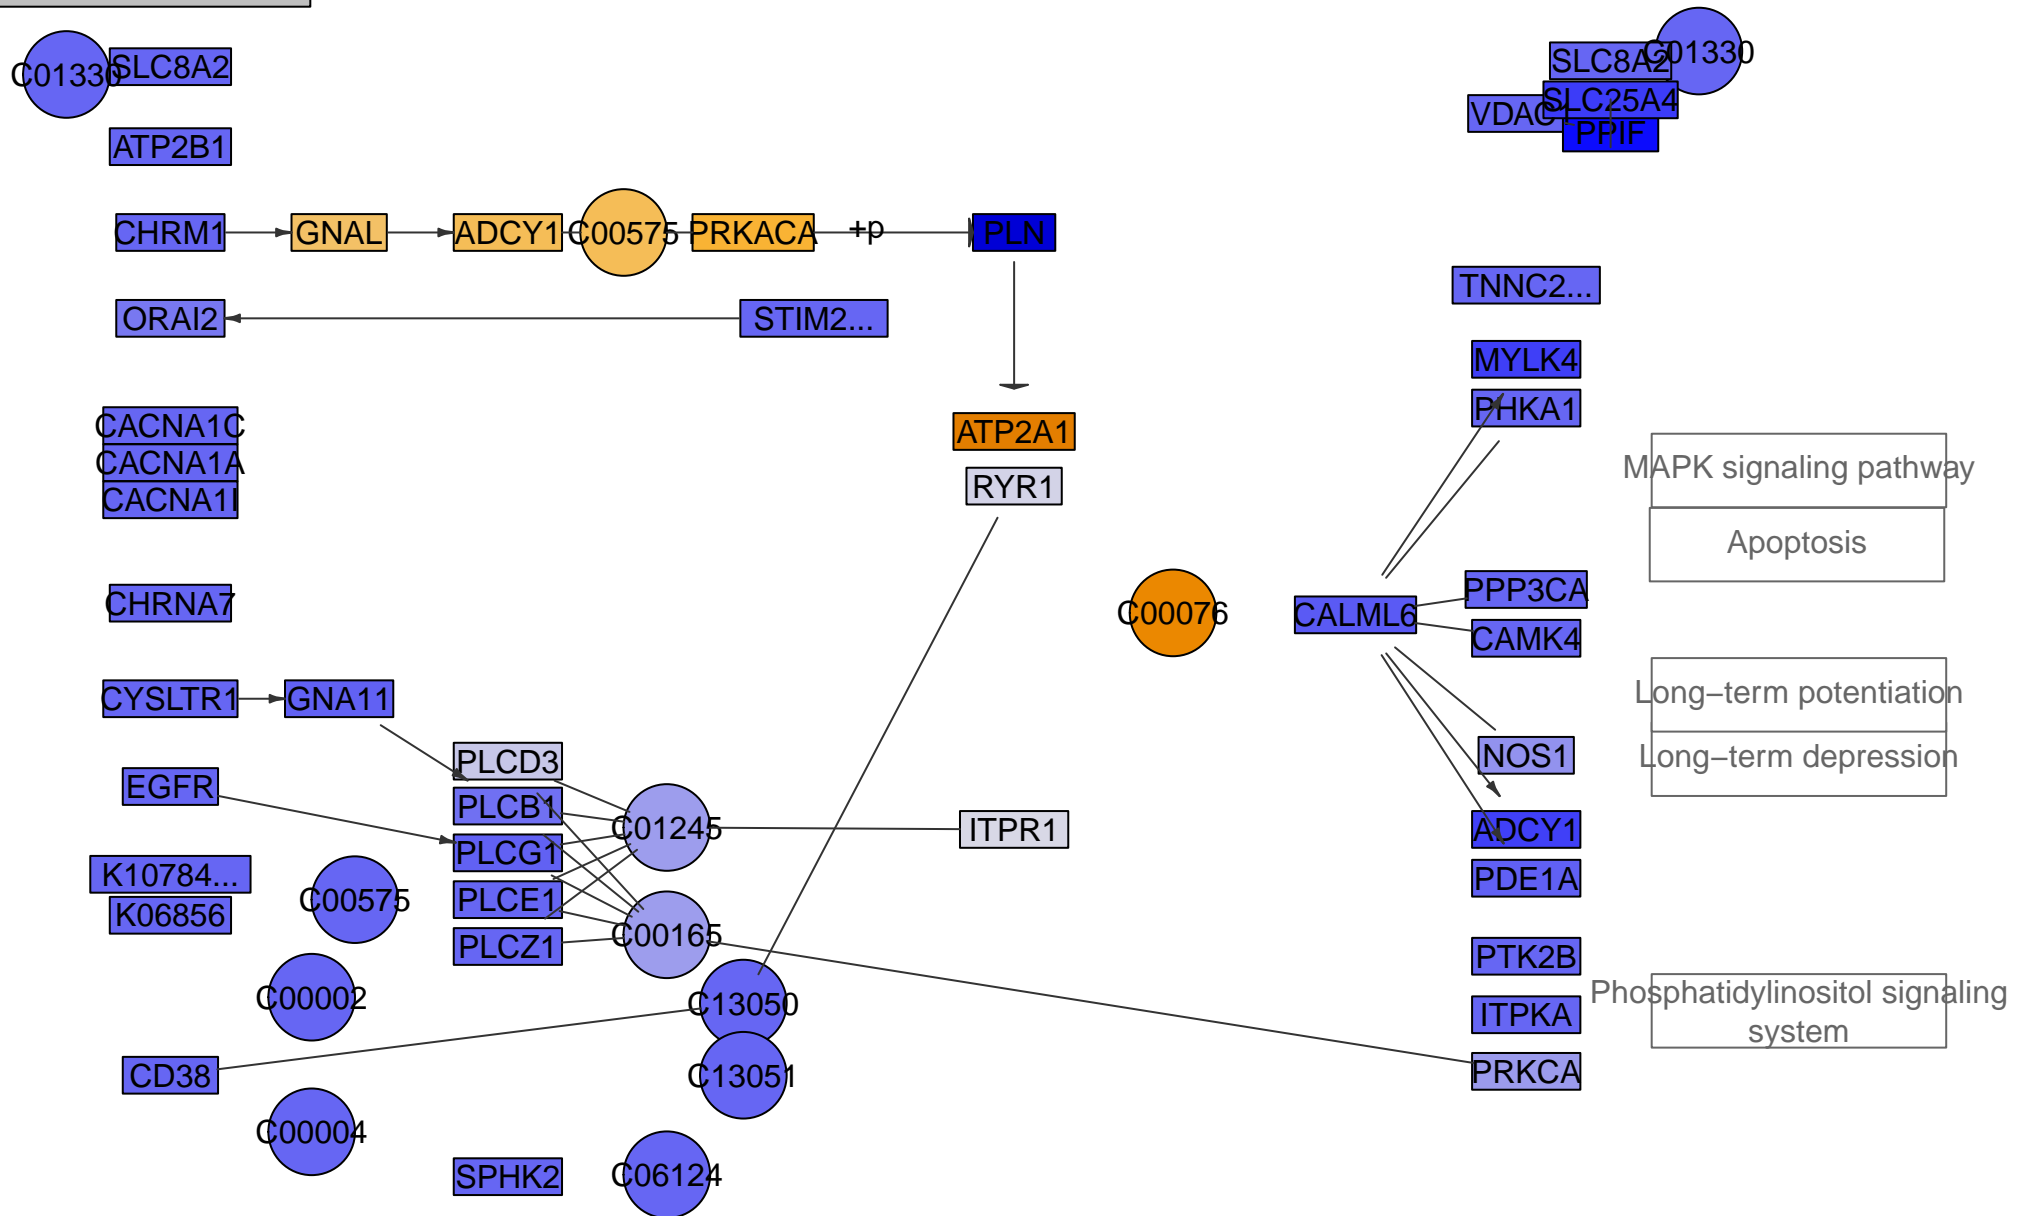 C01330
SLC8A2
SLC8A2
C01330
SLC25A4
VDAC1
PPIF
ATP2B1
CHRM1
GNAL
ADCY1
C00575
PRKACA
+p
PLN
TNNC2...
ORAI2
STIM2...
MYLK4
PHKA1
CACNA1C
CACNA1A
CACNA1I
ATP2A1
RYR1
MAPK signaling pathway
Apoptosis
CHRNA7
C00076
CALML6
PPP3CA
CAMK4
CYSLTR1
GNA11
Long−term potentiation
Long−term depression
PLCD3
NOS1
EGFR
PLCB1
C01245
ITPR1
ADCY1
PLCG1
K10784...
K06856
C00575
PLCE1
PDE1A
C00165
PLCZ1
PTK2B
C00002
C13050
ITPKA
Phosphatidylinositol signaling
system
CD38
C13051
PRKCA
C00004
SPHK2
C06124